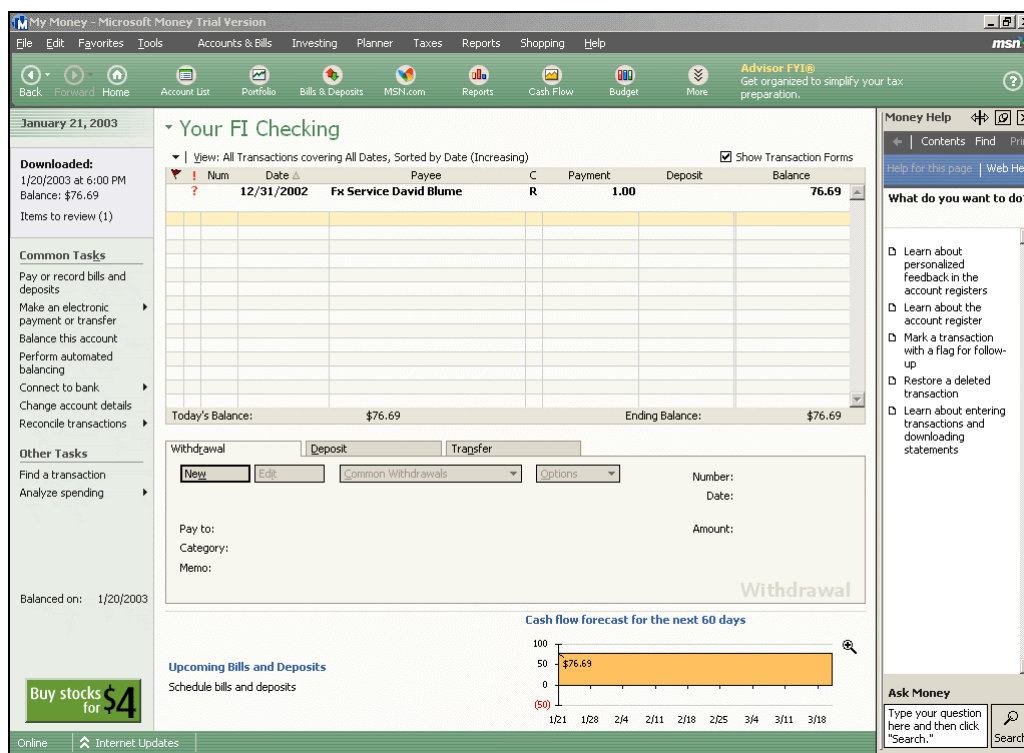 My Money - Microsoft Money Trial Version
File Edit Favorites Tools Accounts & Bills Investing Planner Taxes Reports Shopping Help
msn
Back Forward Home Account List Portfolio Bills & Deposits MSN.com Reports Cash Flow Budget More
Advisor FYI®
Get organized to simplify your tax
preparation.
January 21, 2003
Downloaded:
1/20/2003 at 6:00 PM
Balance: $76.69
Items to review (1)
Common Tasks
Pay or record bills and
deposits
Make an electronic
payment or transfer
Balance this account
Perform automated
balancing
Connect to bank
Change account details
Reconcile transactions
Other Tasks
Find a transaction
Analyze spending
Balanced on: 1/20/2003
Buy stocks
for $4
Your FI Checking
View: All Transactions covering All Dates, Sorted by Date (Increasing)
Show Transaction Forms
! Num Date Payee C Payment Deposit Balance
? 12/31/2002 Fx Service David Blume R 1.00 76.69
Today's Balance: $76.69 Ending Balance: $76.69
Withdrawal Deposit Transfer
New Edit Common Withdrawals Options
Number:
Date:
Pay to: Amount:
Category:
Memo:
Withdrawal
Upcoming Bills and Deposits
Schedule bills and deposits
Cash flow forecast for the next 60 days
100
50
0
(50)
$76.69
1/21 1/28 2/4 2/11 2/18 2/25 3/4 3/11 3/18
Money Help
Contents Find Pri
Help for this page Web He
What do you want to do
Learn about
personalized
feedback in the
account registers
Learn about the
account register
Mark a transaction
with a flag for follow-
up
Restore a deleted
transaction
Learn about entering
transactions and
downloading
statements
Ask Money
Type your question
here and then click
"Search."
Search
Online Internet Updates